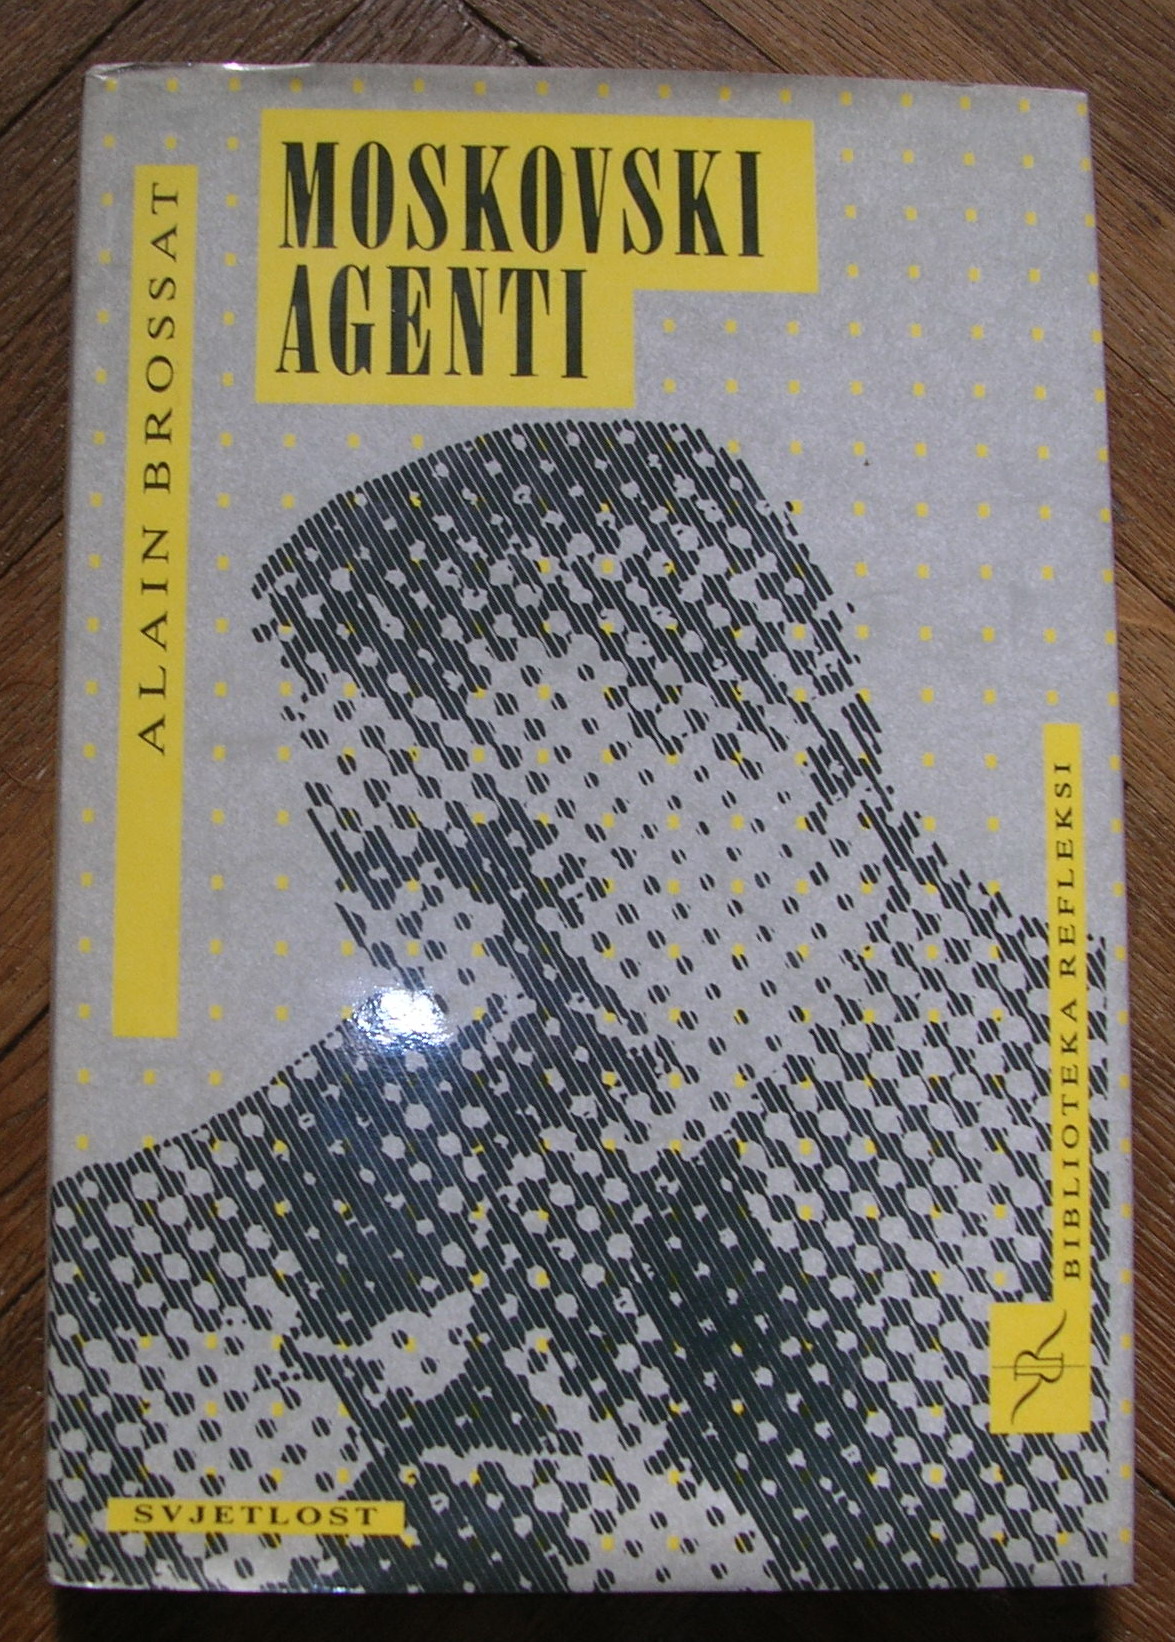 MOSKOVSKI
AGENTI
ALAIN BROSSAT
BIBLIOTEKA REFLEKSI
SVJETLOST